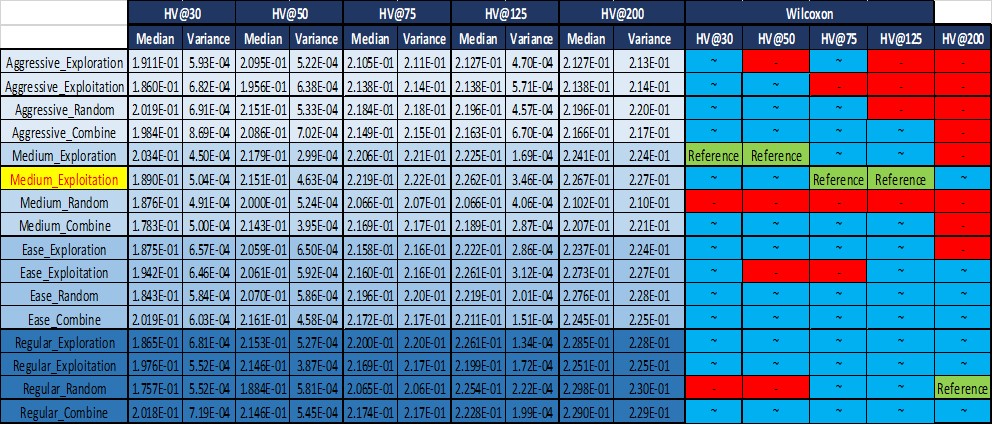 HV@30 HV@50 HV@75 HV@125 HV@200 Wilcoxon
Median Variance Median Variance Median Variance Median Variance Median Variance HV@30 HV@50 HV@75 HV@125 HV@200
Aggressive_Exploration 1.911E-01 5.93E-04 2.095E-01 5.22E-04 2.105E-01 2.11E-01 2.127E-01 4.70E-04 2.127E-01 2.13E-01 ~ - ~ - -
Aggressive_Exploitation 1.860E-01 6.82E-04 1.956E-01 6.38E-04 2.138E-01 2.14E-01 2.138E-01 5.71E-04 2.138E-01 2.14E-01 ~ ~ - - -
Aggressive_Random 2.019E-01 6.91E-04 2.151E-01 5.33E-04 2.184E-01 2.18E-01 2.196E-01 4.57E-04 2.196E-01 2.20E-01 ~ ~ ~ - -
Aggressive_Combine 1.984E-01 8.69E-04 2.086E-01 7.02E-04 2.149E-01 2.15E-01 2.163E-01 6.70E-04 2.166E-01 2.17E-01 ~ ~ ~ ~ -
Medium_Exploration 2.034E-01 4.50E-04 2.179E-01 2.99E-04 2.206E-01 2.21E-01 2.225E-01 1.69E-04 2.241E-01 2.24E-01 Reference Reference ~ ~ -
Medium_Exploitation 1.890E-01 5.04E-04 2.151E-01 4.63E-04 2.219E-01 2.22E-01 2.262E-01 3.46E-04 2.267E-01 2.27E-01 ~ ~ Reference Reference ~
Medium_Random 1.876E-01 4.91E-04 2.000E-01 5.24E-04 2.066E-01 2.07E-01 2.066E-01 4.06E-04 2.102E-01 2.10E-01 - - - - -
Medium_Combine 1.783E-01 5.00E-04 2.143E-01 3.95E-04 2.169E-01 2.17E-01 2.189E-01 2.87E-04 2.207E-01 2.21E-01 ~ ~ ~ ~ -
Ease_Exploration 1.875E-01 6.57E-04 2.059E-01 6.50E-04 2.158E-01 2.16E-01 2.222E-01 2.86E-04 2.237E-01 2.24E-01 ~ ~ ~ ~ -
Ease_Exploitation 1.942E-01 6.46E-04 2.061E-01 5.92E-04 2.160E-01 2.16E-01 2.261E-01 3.12E-04 2.273E-01 2.27E-01 ~ - - ~ ~
Ease_Random 1.843E-01 5.84E-04 2.070E-01 5.86E-04 2.196E-01 2.20E-01 2.219E-01 2.01E-04 2.276E-01 2.28E-01 ~ ~ ~ ~ ~
Ease_Combine 2.019E-01 6.03E-04 2.161E-01 4.58E-04 2.172E-01 2.17E-01 2.211E-01 1.51E-04 2.245E-01 2.25E-01 ~ ~ ~ ~ ~
Regular_Exploration 1.865E-01 6.81E-04 2.153E-01 5.27E-04 2.200E-01 2.20E-01 2.261E-01 1.34E-04 2.285E-01 2.28E-01 ~ ~ ~ ~ ~
Regular_Exploitation 1.976E-01 5.52E-04 2.146E-01 3.87E-04 2.169E-01 2.17E-01 2.199E-01 1.72E-04 2.251E-01 2.25E-01 ~ ~ ~ ~ ~
Regular_Random 1.757E-01 5.52E-04 1.884E-01 5.81E-04 2.065E-01 2.06E-01 2.254E-01 2.22E-04 2.298E-01 2.30E-01 - - ~ ~ Reference
Regular_Combine 2.018E-01 7.19E-04 2.146E-01 5.45E-04 2.174E-01 2.17E-01 2.228E-01 1.99E-04 2.290E-01 2.29E-01 ~ ~ ~ ~ ~